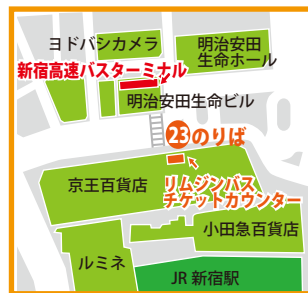 ヨドバシカメラ
明治安田
生命ホール
新宿高速バスターミナル
明治安田生命ビル
23のりば
京王百貨店
リムジンバス
チケットカウンター
小田急百貨店
ルミネ
JR 新宿駅